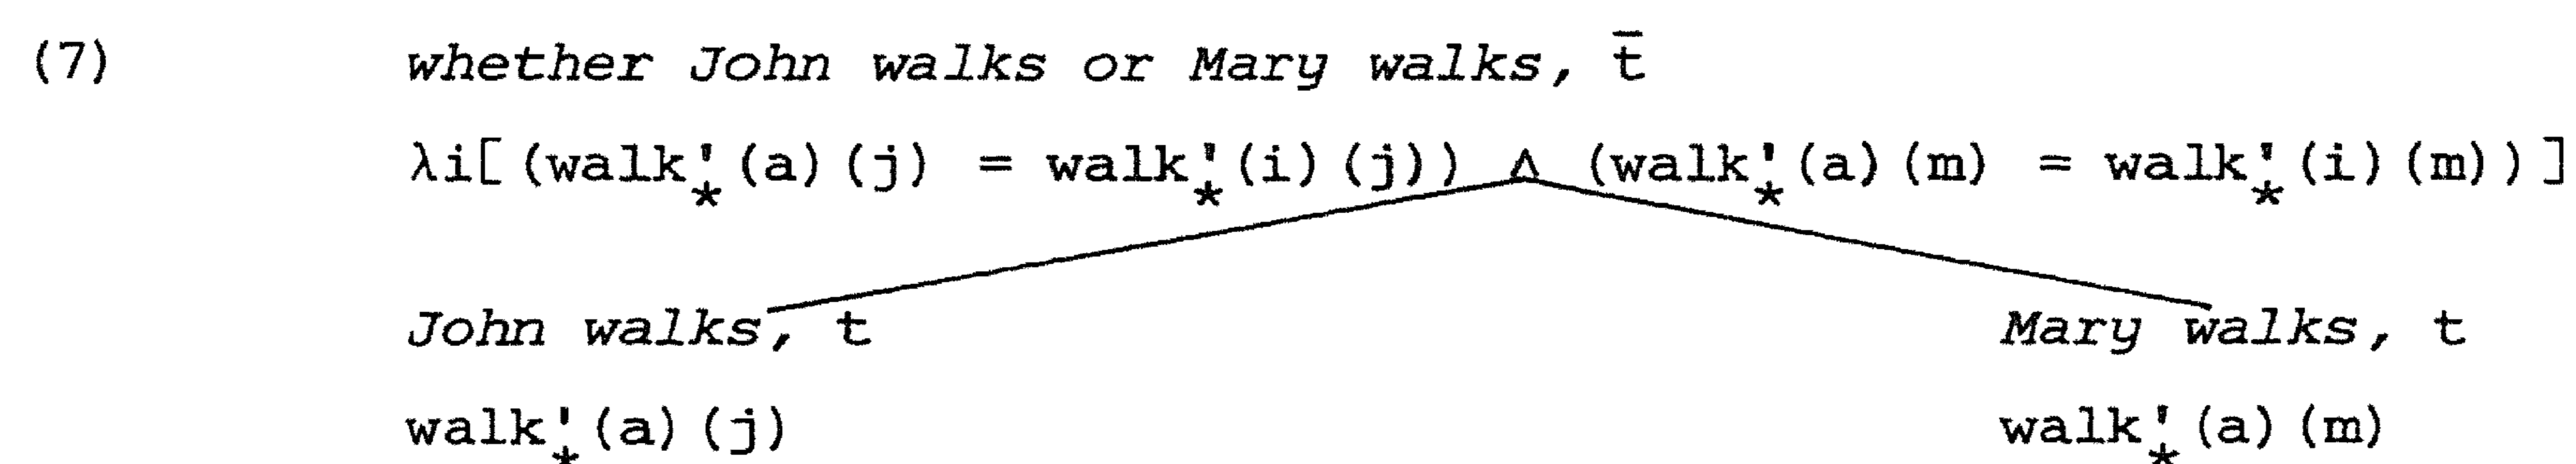 (7) whether John walks or Mary walks, t̄
λi[(walk'⁎(a)(j) = walk'⁎(i)(j)) ∧ (walk'⁎(a)(m) = walk'⁎(i)(m))]
John walks, t Mary walks, t
walk'⁎(a)(j) walk'⁎(a)(m)